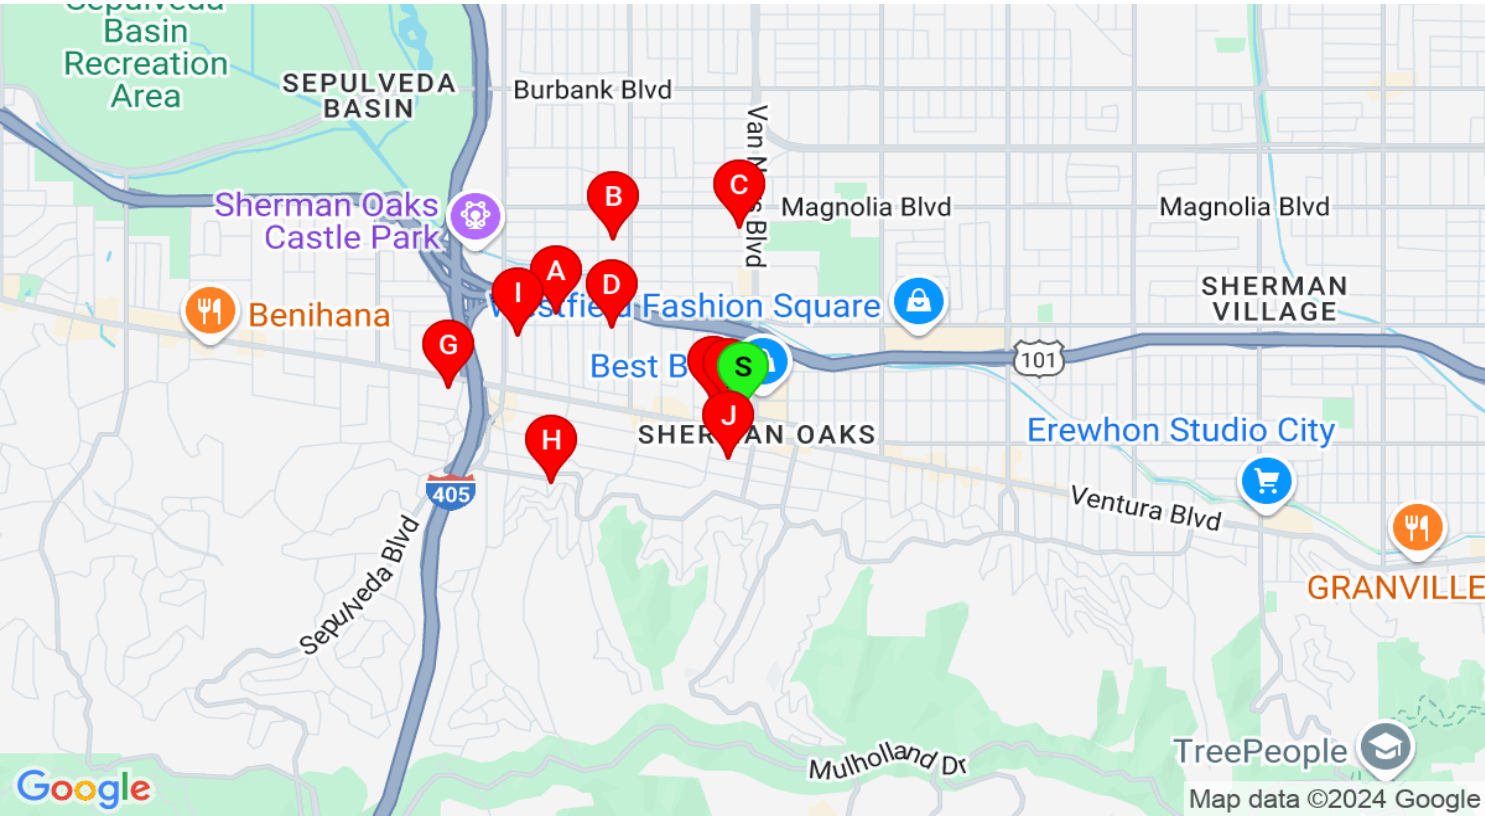 Basin
Recreation
Area
SEPULVEDA
BASIN
Burbank Blvd
Van Blvd
B
C
Sherman Oaks
Castle Park
Magnolia Blvd
Magnolia Blvd
A
I
D
Fashion Square
SHERMAN
VILLAGE
Benihana
G
Best B
S
101
J
H
OAKS
Erewhon Studio City
405
Ventura Blvd
Sepulveda Blvd
GRANVILLE
Mulholland Dr
TreePeople
Google
Map data ©2024 Google